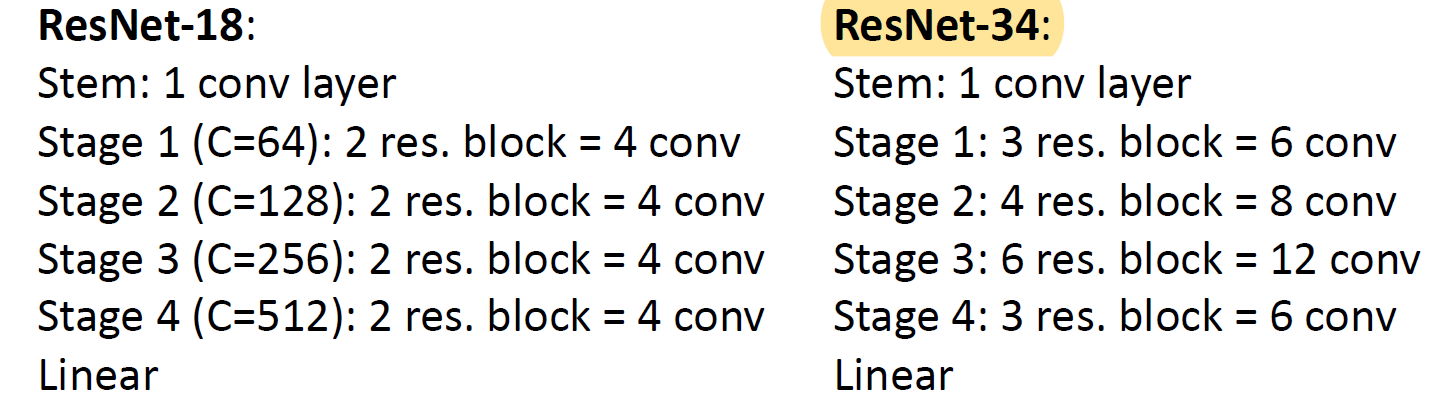 ResNet-18:
Stem: 1 conv layer
Stage 1 (C=64): 2 res. block = 4 conv
Stage 2 (C=128): 2 res. block = 4 conv
Stage 3 (C=256): 2 res. block = 4 conv
Stage 4 (C=512): 2 res. block = 4 conv
Linear
ResNet-34:
Stem: 1 conv layer
Stage 1: 3 res. block = 6 conv
Stage 2: 4 res. block = 8 conv
Stage 3: 6 res. block = 12 conv
Stage 4: 3 res. block = 6 conv
Linear